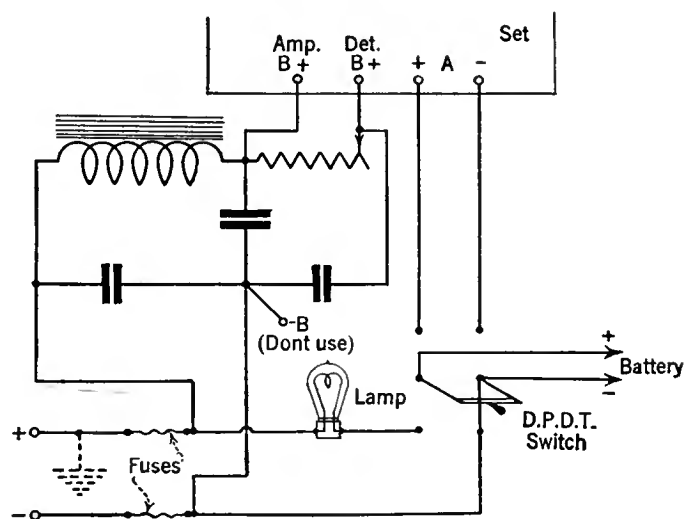 Set
Amp.
B+
Det.
B+
+ A -
-B
(Dont use)
+
Battery
-
Lamp
D.P.D.T.
Switch
+
Fuses
-